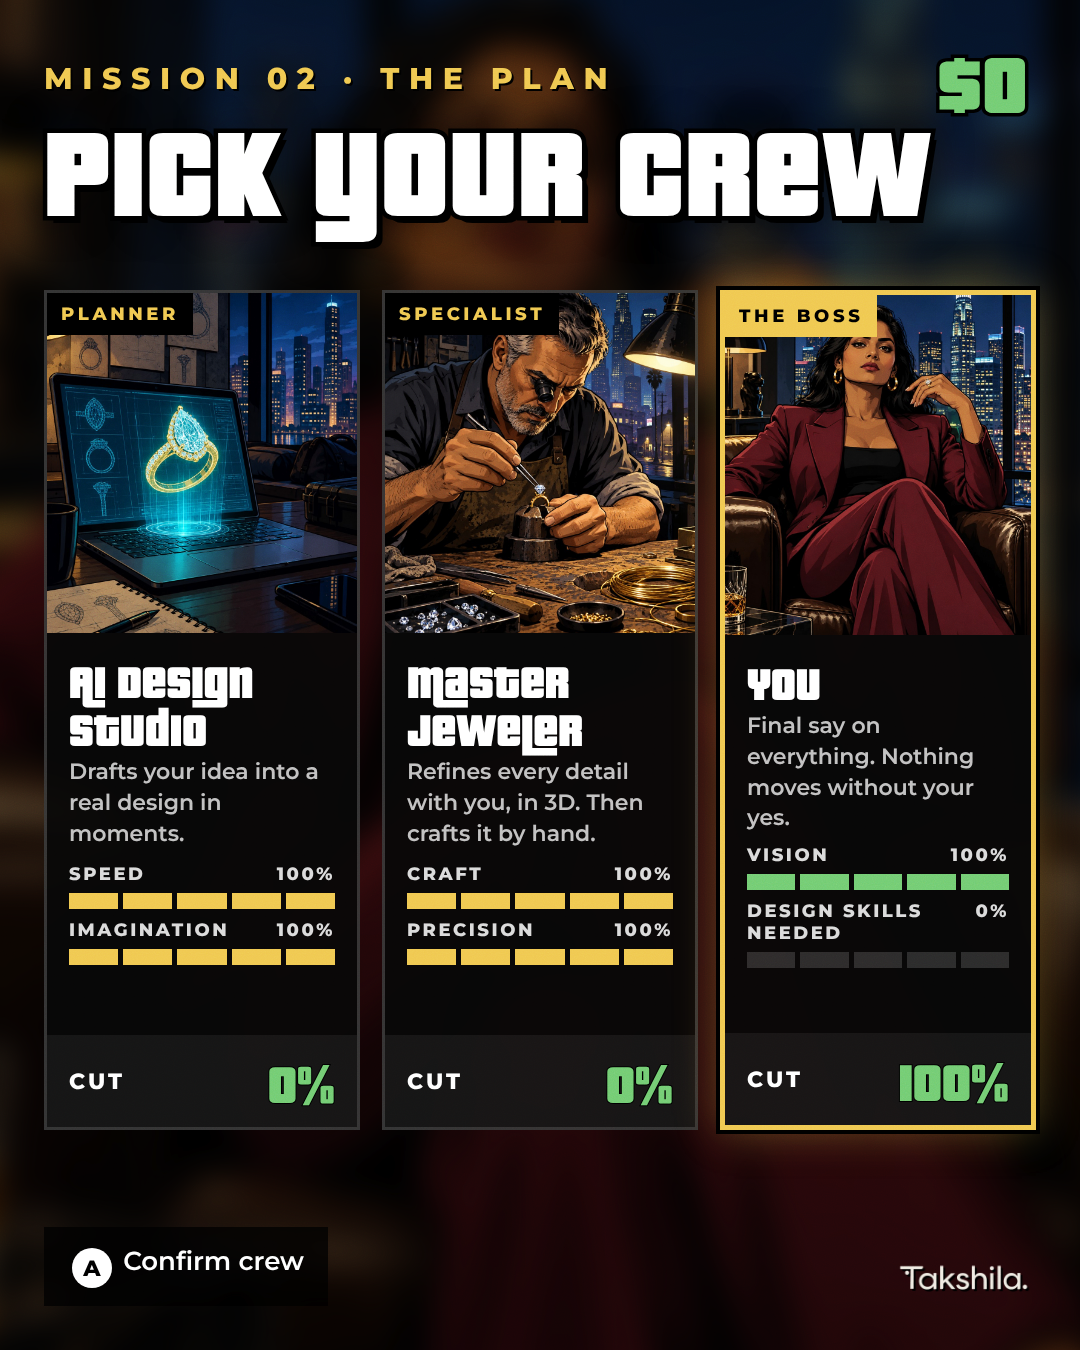 MISSION 02 · THE PLAN
$0
PICK YOUR CREW
PLANNER
AI DESIGN
STUDIO
Drafts your idea into a
real design in
moments.
SPEED 100%
IMAGINATION 100%
CUT 0%
SPECIALIST
MASTER
JEWELER
Refines every detail
with you, in 3D. Then
crafts it by hand.
CRAFT 100%
PRECISION 100%
CUT 0%
THE BOSS
YOU
Final say on
everything. Nothing
moves without your
yes.
VISION 100%
DESIGN SKILLS 0%
NEEDED
CUT 100%
A Confirm crew
Takshila.